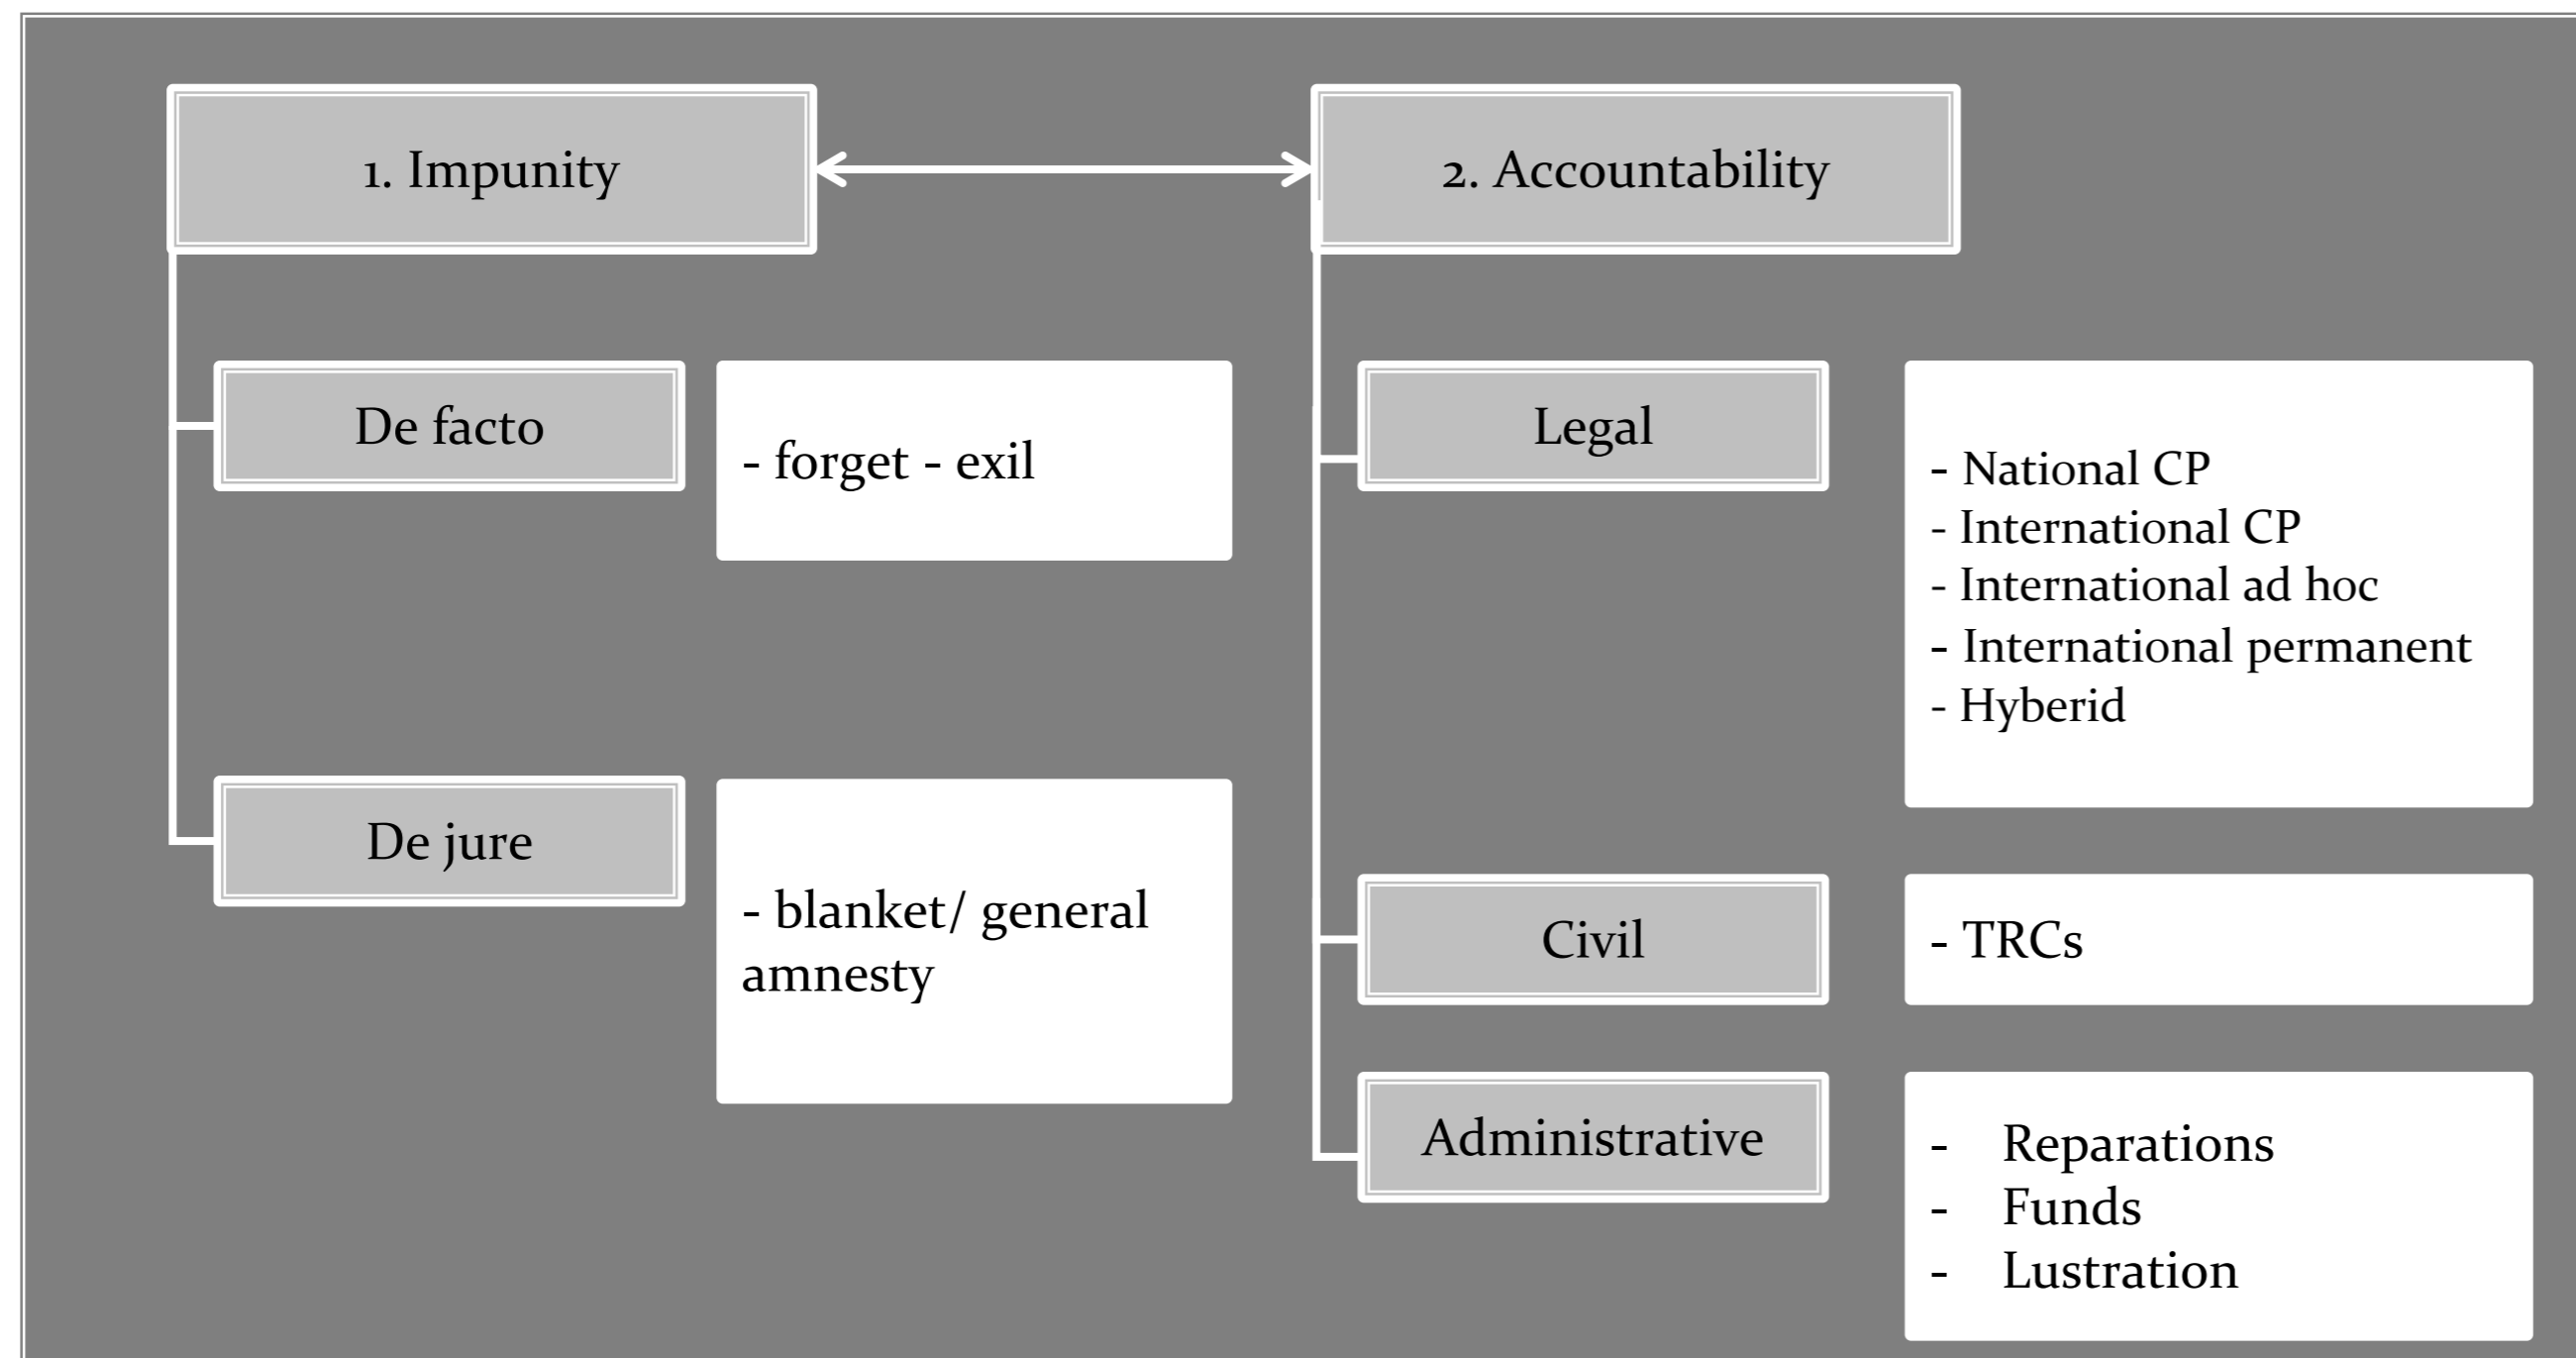 1. Impunity
2. Accountability
De facto
- forget - exil
De jure
- blanket/ general
amnesty
Legal
- National CP
- International CP
- International ad hoc
- International permanent
- Hyberid
Civil
- TRCs
Administrative
- Reparations
- Funds
- Lustration